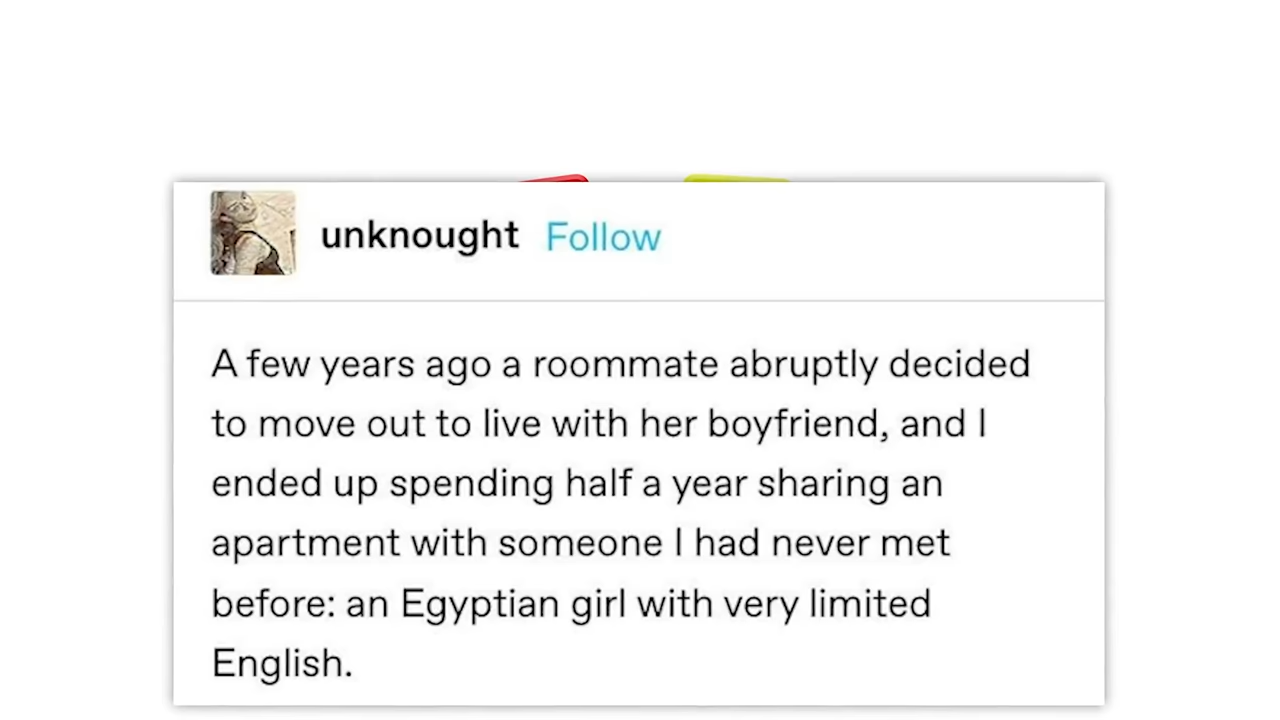 unknought Follow
A few years ago a roommate abruptly decided
to move out to live with her boyfriend, and I
ended up spending half a year sharing an
apartment with someone I had never met
before: an Egyptian girl with very limited
English.